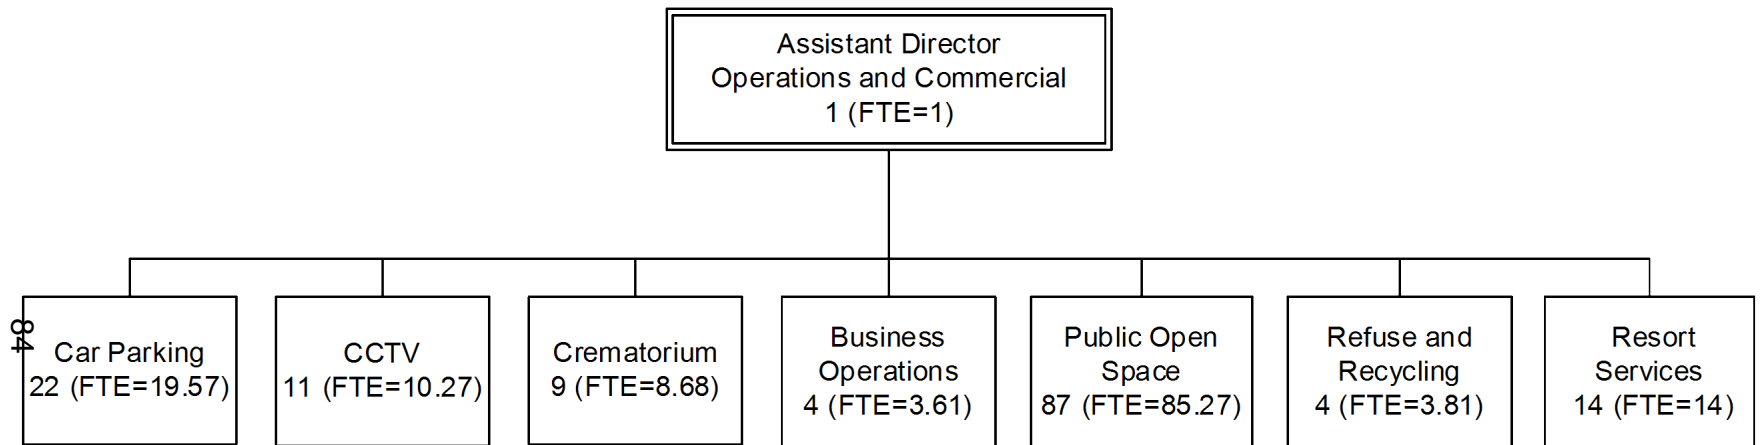 Assistant Director
Operations and Commercial
1 (FTE=1)
84
Car Parking
22 (FTE=19.57)
CCTV
11 (FTE=10.27)
Crematorium
9 (FTE=8.68)
Business
Operations
4 (FTE=3.61)
Public Open
Space
87 (FTE=85.27)
Refuse and
Recycling
4 (FTE=3.81)
Resort
Services
14 (FTE=14)